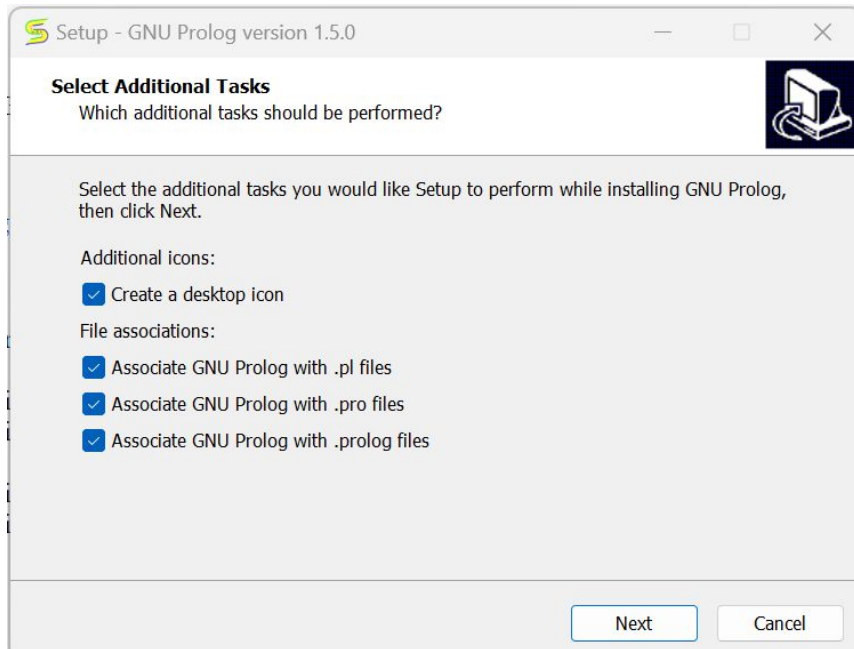 Setup - GNU Prolog version 1.5.0
Select Additional Tasks
Which additional tasks should be performed?
Select the additional tasks you would like Setup to perform while installing GNU Prolog,
then click Next.
Additional icons:
Create a desktop icon
File associations:
Associate GNU Prolog with .pl files
Associate GNU Prolog with .pro files
Associate GNU Prolog with .prolog files
Next
Cancel